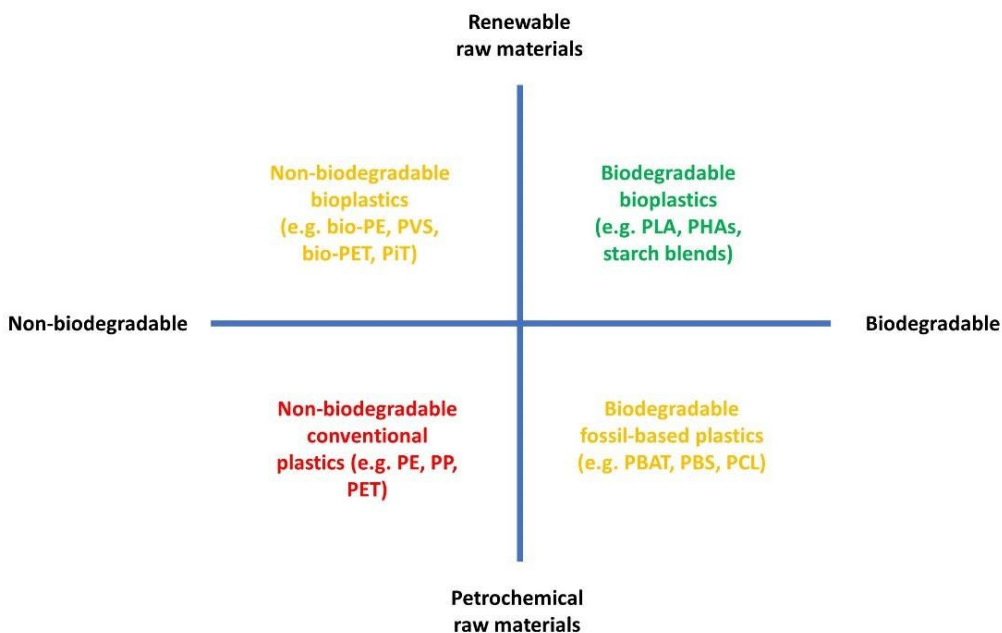 Renewable
raw materials
Non-biodegradable
bioplastics
(e.g. bio-PE, PVS,
bio-PET, PiT)
Biodegradable
bioplastics
(e.g. PLA, PHAs,
starch blends)
Non-biodegradable
Biodegradable
Non-biodegradable
conventional
plastics (e.g. PE, PP,
PET)
Biodegradable
fossil-based plastics
(e.g. PBAT, PBS, PCL)
Petrochemical
raw materials